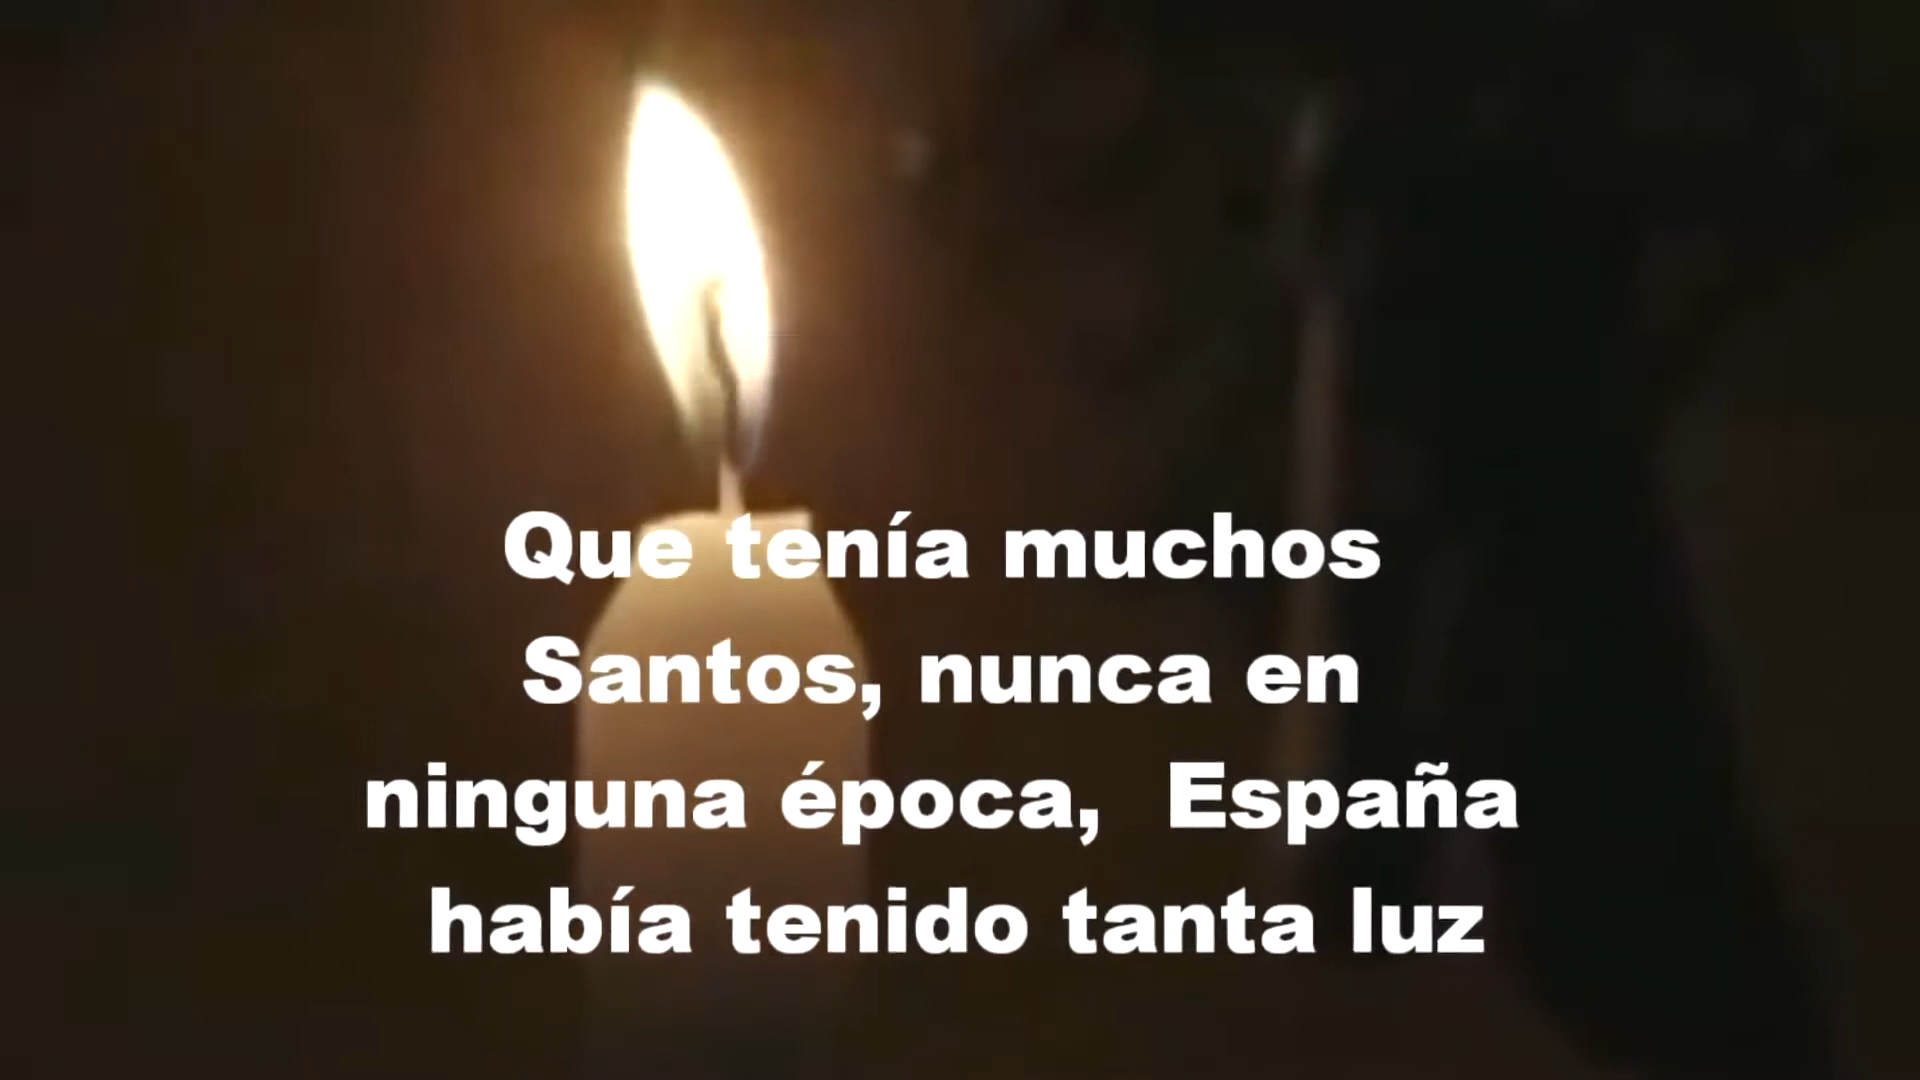 Que tenía muchos
Santos, nunca en
ninguna época,  España
había tenido tanta luz